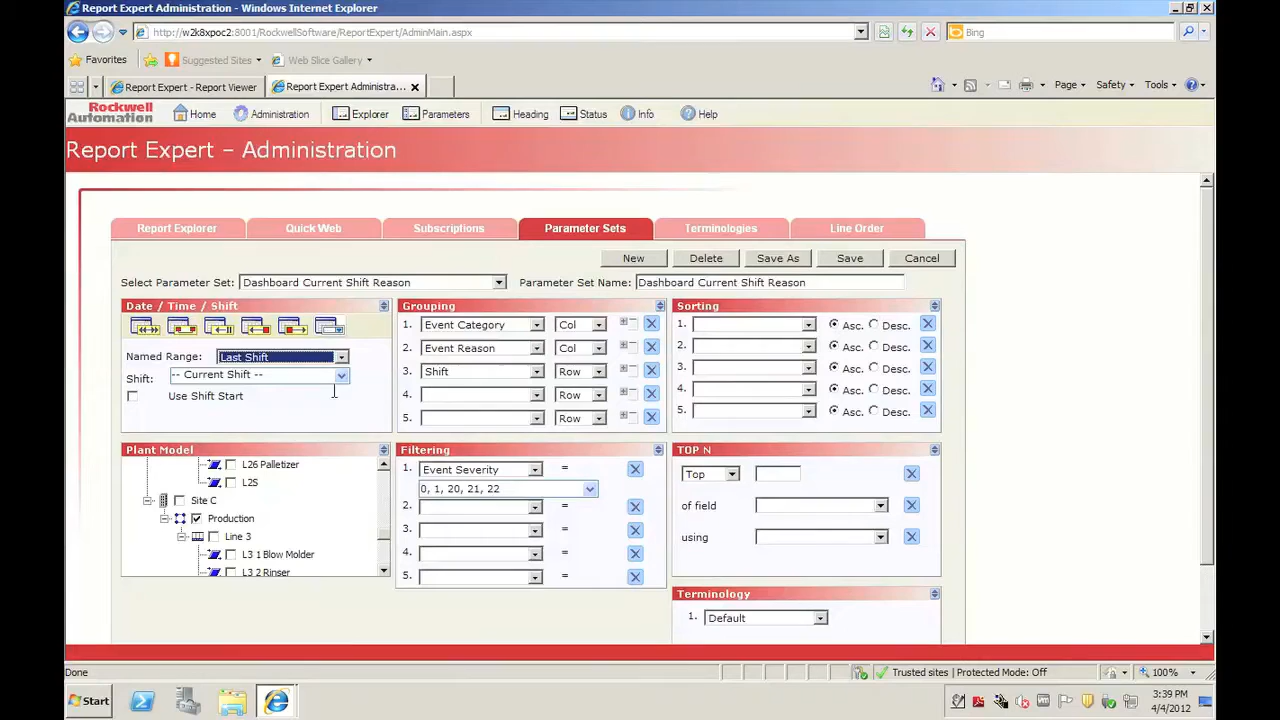 Report Expert Administration - Windows Internet Explorer
http://w2k8xpoc2:8001/RockwellSoftware/ReportExpert/AdminMain.aspx
Bing
Favorites Suggested Sites Web Slice Gallery
Report Expert - Report Viewer Report Expert Administra... Page Safety Tools
Rockwell
Automation
Home Administration Explorer Parameters Heading Status Info Help
Report Expert – Administration
Report Explorer Quick Web Subscriptions Parameter Sets Terminologies Line Order
New Delete Save As Save Cancel
Select Parameter Set: Dashboard Current Shift Reason Parameter Set Name: Dashboard Current Shift Reason
Date / Time / Shift
Named Range: Last Shift
Shift: -- Current Shift --
Use Shift Start
Grouping
1. Event Category Col
2. Event Reason Col
3. Shift Row
4. Row
5. Row
Sorting
1. Asc. Desc.
2. Asc. Desc.
3. Asc. Desc.
4. Asc. Desc.
5. Asc. Desc.
Plant Model
L26 Palletizer
L2S
Site C
Production
Line 3
L3 1 Blow Molder
L3 2 Rinser
Filtering
1. Event Severity =
0, 1, 20, 21, 22
2. =
3. =
4. =
5. =
TOP N
Top
of field
using
Terminology
1. Default
Done Trusted sites | Protected Mode: Off 100%
Start
3:39 PM
4/4/2012